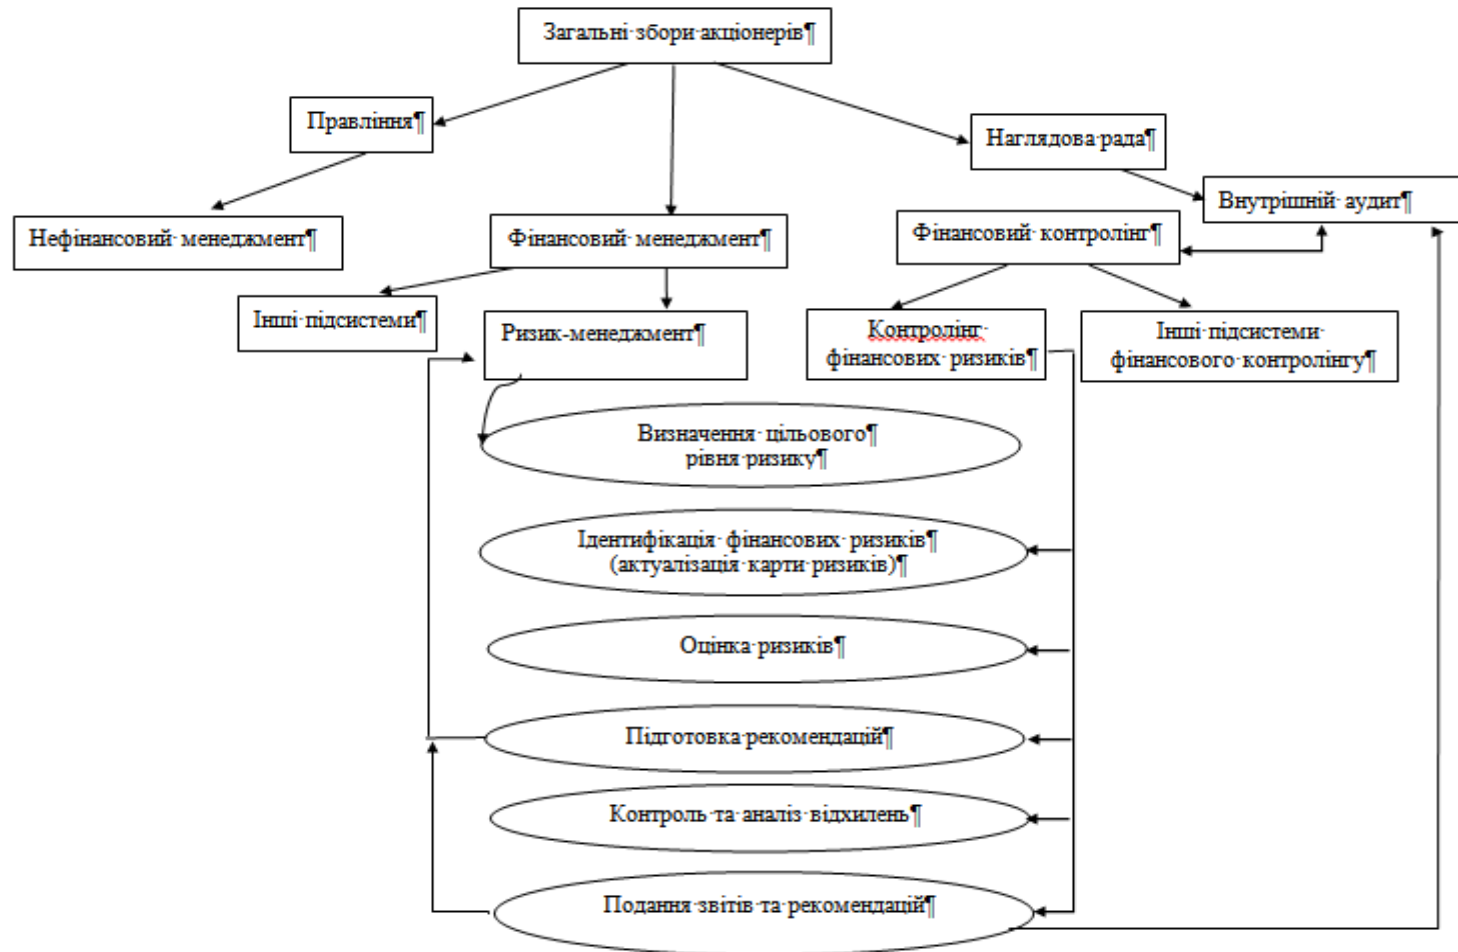 Загальні збори акціонерів¶
Правління¶
Наглядова рада¶
Внутрішній аудит¶
Нефінансовий менеджмент¶
Фінансовий менеджмент¶
Фінансовий контролінг¶
Інші підсистеми¶
Ризик-менеджмент¶
Контролінг
фінансових ризиків¶
Інші підсистеми
фінансового контролінгу¶
Визначення цільового¶
рівня ризику¶
Ідентифікація фінансових ризиків¶
(актуалізація карти ризиків)¶
Оцінка ризиків¶
Підготовка рекомендацій¶
Контроль та аналіз відхилень¶
Подання звітів та рекомендацій¶